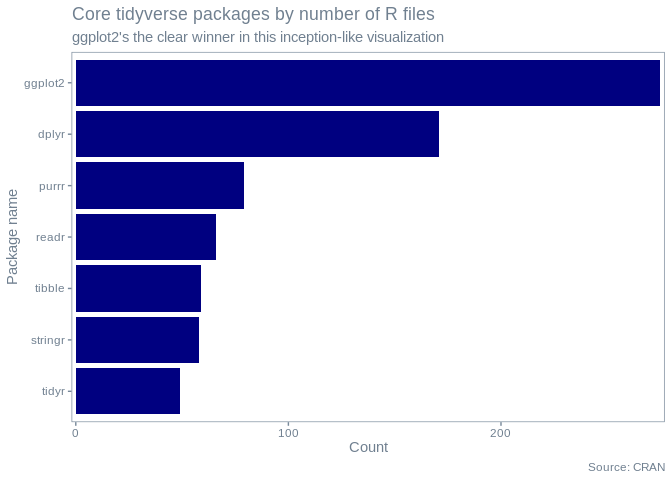 Core tidyverse packages by number of R files
ggplot2's the clear winner in this inception-like visualization
ggplot2
dplyr
purrr
readr
tibble
stringr
tidyr
Package name
0
100
200
Count
Source: CRAN